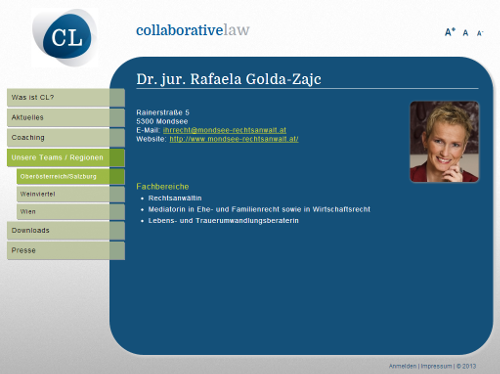 CL
collaborativelaw
A+ A A-
Dr. jur. Rafaela Golda-Zajc
Was ist CL?
Aktuelles
Coaching
Unsere Teams / Regionen
Oberösterreich/Salzburg
Weinviertel
Wien
Downloads
Presse
Rainerstraße 5
5300 Mondsee
E-Mail: ihrrecht@mondsee-rechtsanwalt.at
Website: http://www.mondsee-rechtsanwalt.at/
Fachbereiche
• Rechtsanwältin
• Mediatorin in Ehe- und Familienrecht sowie in Wirtschaftsrecht
• Lebens- und Trauerumwandlungsberaterin
Anmelden | Impressum | © 2013